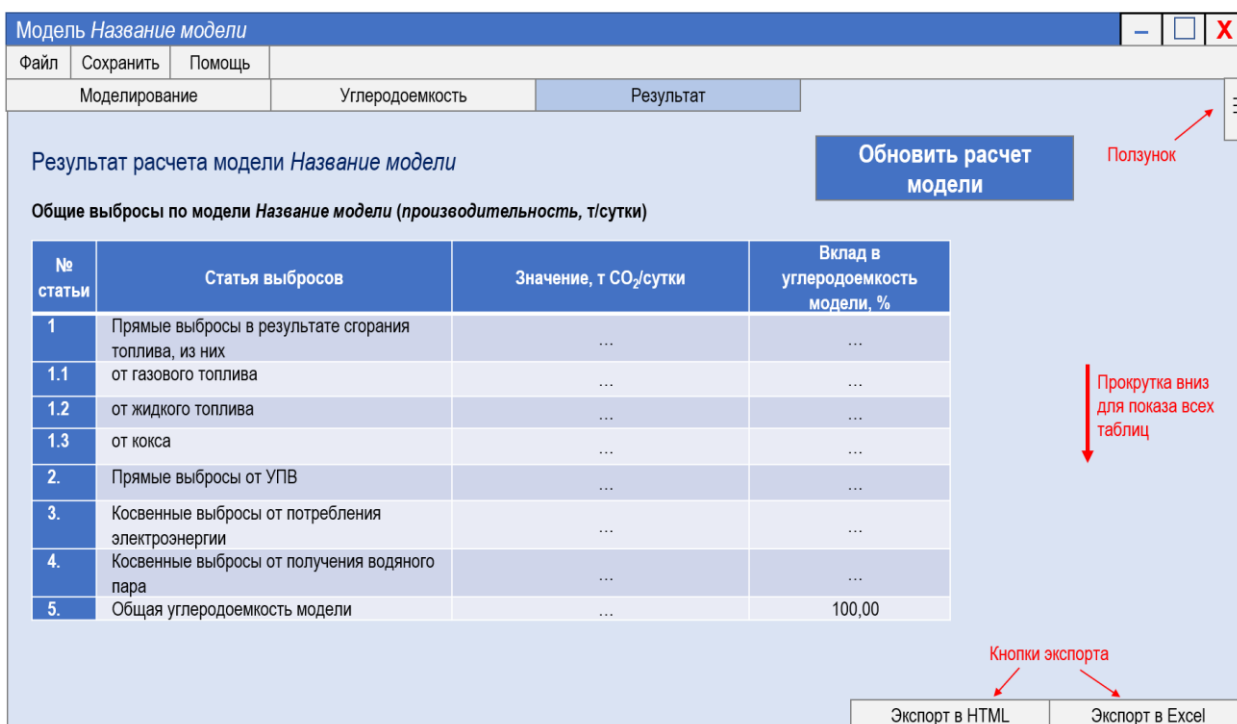 Модель Название модели
X
Файл Сохранить Помощь
Моделирование Углеродоемкость Результат
Ползунок
Результат расчета модели Название модели
Обновить расчет
модели
Общие выбросы по модели Название модели (производительность, т/сутки)
№
статьи
Статья выбросов
Значение, т CO₂/сутки
Вклад в
углеродоемкость
модели, %
1 Прямые выбросы в результате сгорания
топлива, из них
... ...
1.1 от газового топлива ... ...
1.2 от жидкого топлива ... ...
1.3 от кокса ... ...
2. Прямые выбросы от УПВ ... ...
3. Косвенные выбросы от потребления
электроэнергии
... ...
4. Косвенные выбросы от получения водяного
пара
... ...
5. Общая углеродоемкость модели ... 100,00
Прокрутка вниз
для показа всех
таблиц
Кнопки экспорта
Экспорт в HTML Экспорт в Excel